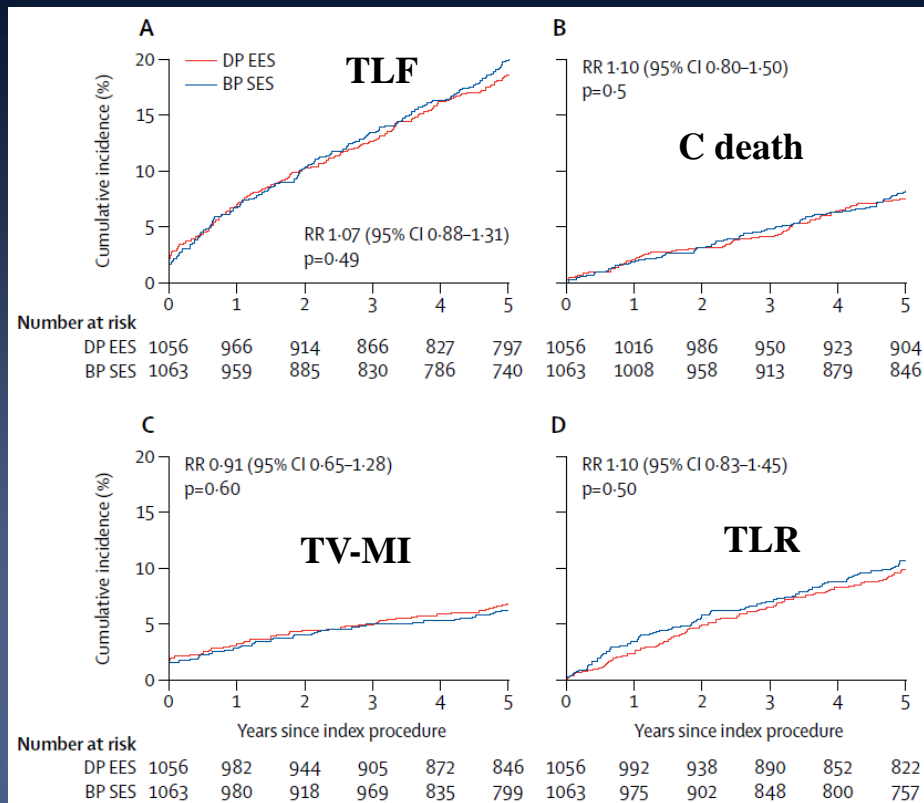 A
B
20
DP EES
BP SES
TLF
RR 1·10 (95% CI 0·80–1·50)
p=0·5
15
C death
10
Cumulative incidence (%)
5
RR 1·07 (95% CI 0·88–1·31)
p=0·49
0
0 1 2 3 4 5 0 1 2 3 4 5
Number at risk
DP EES 1056 966 914 866 827 797 1056 1016 986 950 923 904
BP SES 1063 959 885 830 786 740 1063 1008 958 913 879 846
C
D
20
RR 0·91 (95% CI 0·65–1·28)
p=0·60
RR 1·10 (95% CI 0·83–1·45)
p=0·50
15
TV-MI
TLR
10
Cumulative incidence (%)
5
0
0 1 2 3 4 5 0 1 2 3 4 5
Years since index procedure Years since index procedure
Number at risk
DP EES 1056 982 944 905 872 846 1056 992 938 890 852 822
BP SES 1063 980 918 969 835 799 1063 975 902 848 800 757